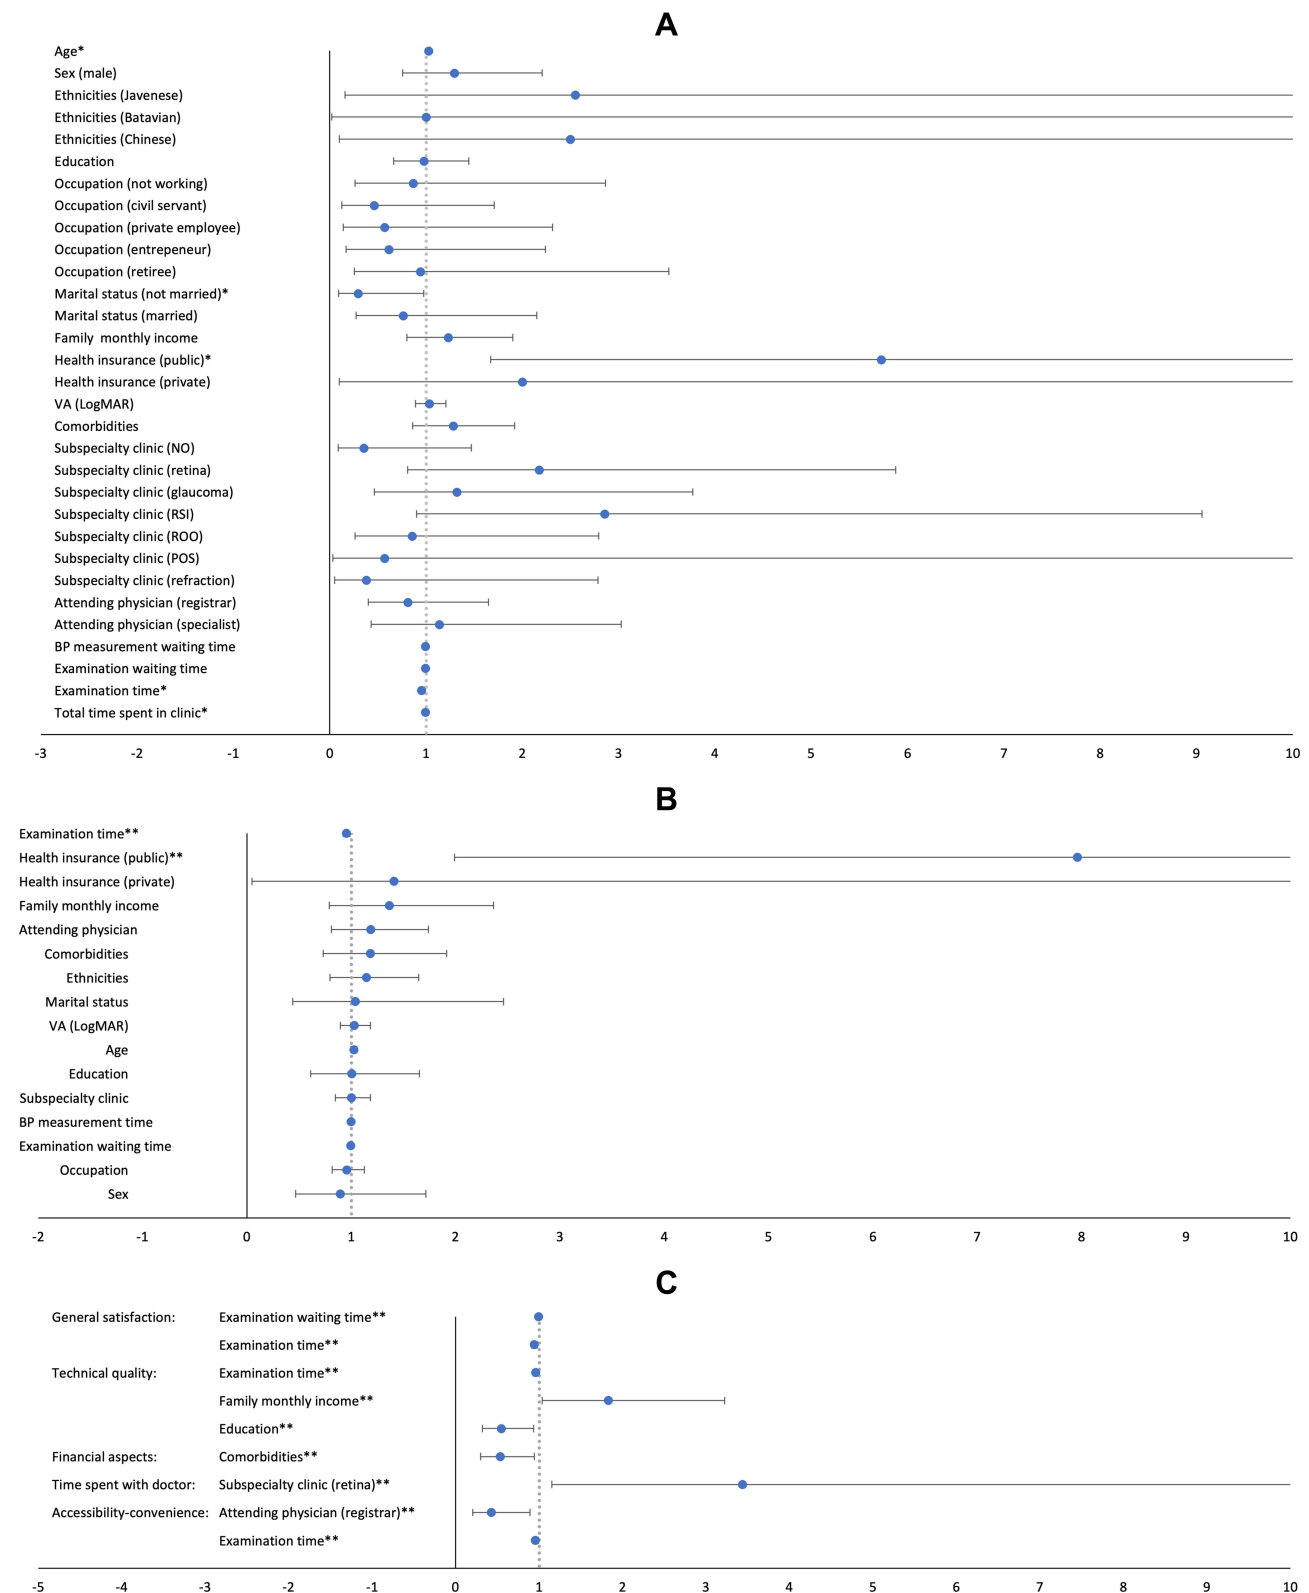 A
Age*
Sex (male)
Ethnicities (Javenese)
Ethnicities (Batavian)
Ethnicities (Chinese)
Education
Occupation (not working)
Occupation (civil servant)
Occupation (private employee)
Occupation (entrepeneur)
Occupation (retiree)
Marital status (not married)*
Marital status (married)
Family monthly income
Health insurance (public)*
Health insurance (private)
VA (LogMAR)
Comorbidities
Subspecialty clinic (NO)
Subspecialty clinic (retina)
Subspecialty clinic (glaucoma)
Subspecialty clinic (RSI)
Subspecialty clinic (ROO)
Subspecialty clinic (POS)
Subspecialty clinic (refraction)
Attending physician (registrar)
Attending physician (specialist)
BP measurement waiting time
Examination waiting time
Examination time*
Total time spent in clinic*
-3 -2 -1 0 1 2 3 4 5 6 7 8 9 10
B
Examination time**
Health insurance (public)**
Health insurance (private)
Family monthly income
Attending physician
Comorbidities
Ethnicities
Marital status
VA (LogMAR)
Age
Education
Subspecialty clinic
BP measurement time
Examination waiting time
Occupation
Sex
-2 -1 0 1 2 3 4 5 6 7 8 9 10
C
General satisfaction: Examination waiting time**
Examination time**
Technical quality: Examination time**
Family monthly income**
Education**
Financial aspects: Comorbidities**
Time spent with doctor: Subspecialty clinic (retina)**
Accessibility-convenience: Attending physician (registrar)**
Examination time**
-5 -4 -3 -2 -1 0 1 2 3 4 5 6 7 8 9 10